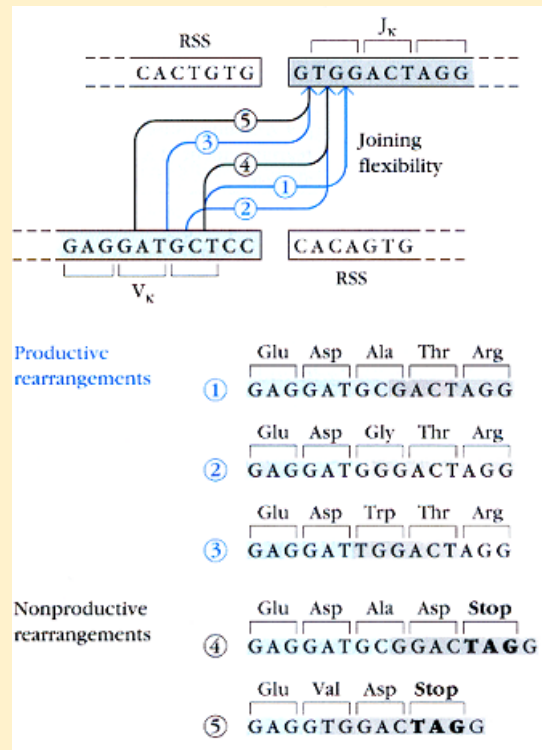 Jκ
RSS
CACTGTG
GTGGACTAGG
⑤
③
④
①
②
Joining
flexibility
GAGGATGCTCC
CACAGTG
Vκ
RSS
Productive
rearrangements
Glu Asp Ala Thr Arg
① GAGGATGCGACTAGG
Glu Asp Gly Thr Arg
② GAGGATGGGACTAGG
Glu Asp Trp Thr Arg
③ GAGGATTGGACTAGG
Nonproductive
rearrangements
Glu Asp Ala Asp Stop
④ GAGGATGCGGACTAGG
Glu Val Asp Stop
⑤ GAGGTGGACTAGG